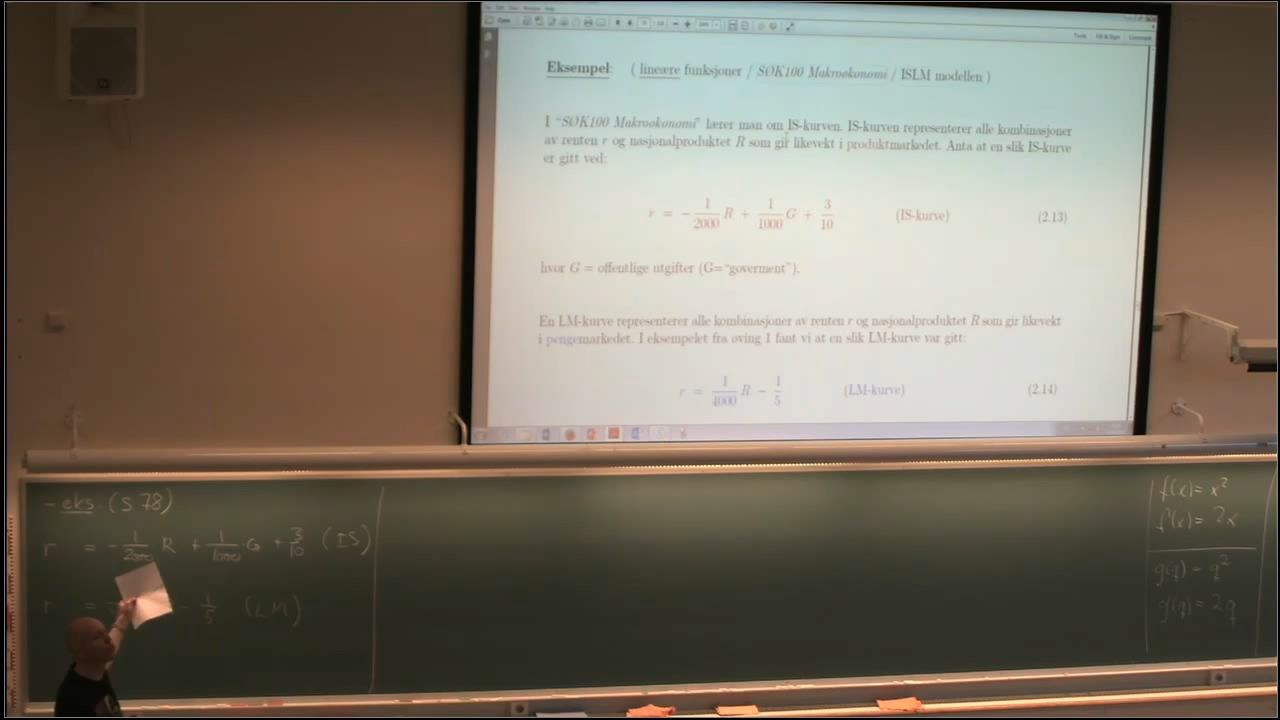 Eksempel: ( lineære funksjoner / SØK100 Makroøkonomi / ISLM modellen )
I “SØK100 Makroøkonomi” lærer man om IS-kurven. IS-kurven representerer alle kombinasjoner
av renten r og nasjonalproduktet R som gir likevekt i produktmarkedet. Anta at en slik IS-kurve
er gitt ved:
r = − 1/2000 R + 1/1000 G + 3/10 (IS-kurve) (2.13)
hvor G = offentlige utgifter (G=“goverment”).
En LM-kurve representerer alle kombinasjoner av renten r og nasjonalproduktet R som gir likevekt
i pengemarkedet. I eksempelet fra øving 1 fant vi at en slik LM-kurve var gitt:
r = 1/4000 R − 1/5 (LM-kurve) (2.14)
- eks (S 78)
r = - 1/2000 R + 1/1000 · G + 3/10 (IS)
r = - 1/5 (LM)
f(x) = x²
f'(x) = 2x
g(q) = q²
g'(q) = 2q